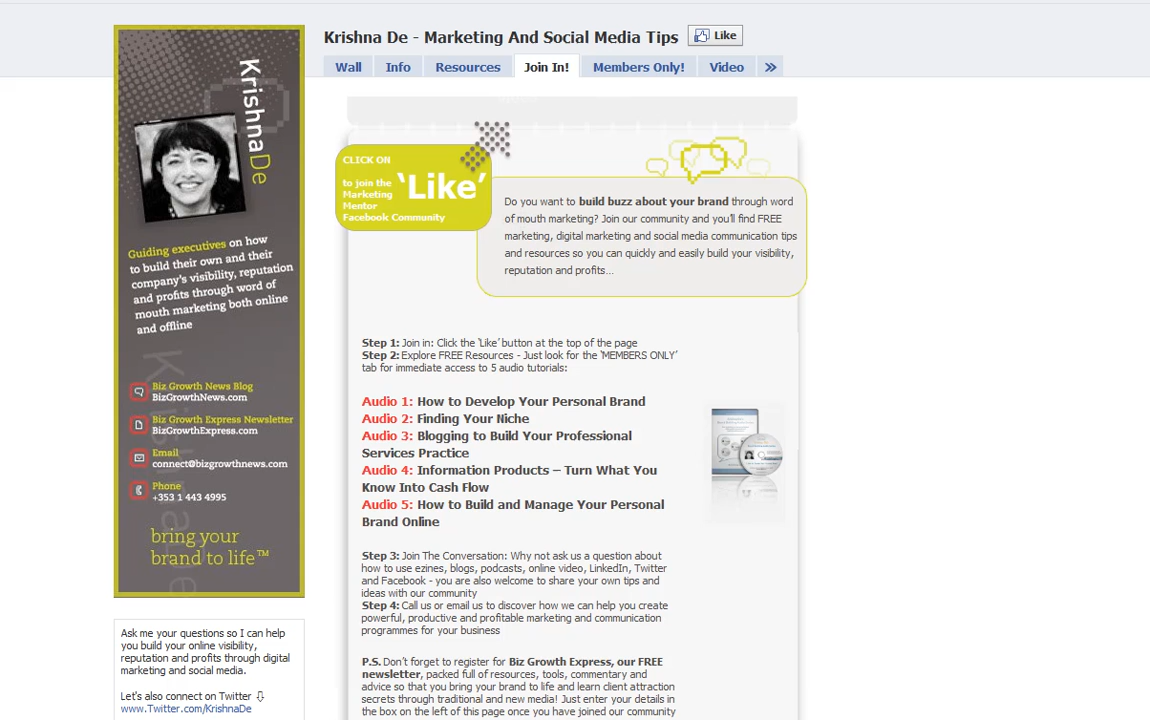 Krishna De - Marketing And Social Media Tips
Like
Wall
Info
Resources
Join In!
Members Only!
Video
KrishnaDe
Guiding executives on how
to build their own and their
company's visibility, reputation
and profits through word of
mouth marketing both online
and offline
Biz Growth News Blog
BizGrowthNews.com
Biz Growth Express Newsletter
BizGrowthExpress.com
Email
connect@bizgrowthnews.com
Phone
+353 1 443 4995
bring your
brand to life™
KrishnaDe
Ask me your questions so I can help
you build your online visibility,
reputation and profits through digital
marketing and social media.
Let's also connect on Twitter ⇩
www.Twitter.com/KrishnaDe
CLICK ON
'Like'
to join the
Marketing
Mentor
Facebook Community
Do you want to build buzz about your brand through word
of mouth marketing? Join our community and you'll find FREE
marketing, digital marketing and social media communication tips
and resources so you can quickly and easily build your visibility,
reputation and profits...
Step 1: Join in: Click the 'Like' button at the top of the page
Step 2: Explore FREE Resources - Just look for the 'MEMBERS ONLY'
tab for immediate access to 5 audio tutorials:
Audio 1: How to Develop Your Personal Brand
Audio 2: Finding Your Niche
Audio 3: Blogging to Build Your Professional
Services Practice
Audio 4: Information Products – Turn What You
Know Into Cash Flow
Audio 5: How to Build and Manage Your Personal
Brand Online
Step 3: Join The Conversation: Why not ask us a question about
how to use ezines, blogs, podcasts, online video, LinkedIn, Twitter
and Facebook - you are also welcome to share your own tips and
ideas with our community
Step 4: Call us or email us to discover how we can help you create
powerful, productive and profitable marketing and communication
programmes for your business
P.S. Don't forget to register for Biz Growth Express, our FREE
newsletter, packed full of resources, tools, commentary and
advice so that you bring your brand to life and learn client attraction
secrets through traditional and new media! Just enter your details in
the box on the left of this page once you have joined our community